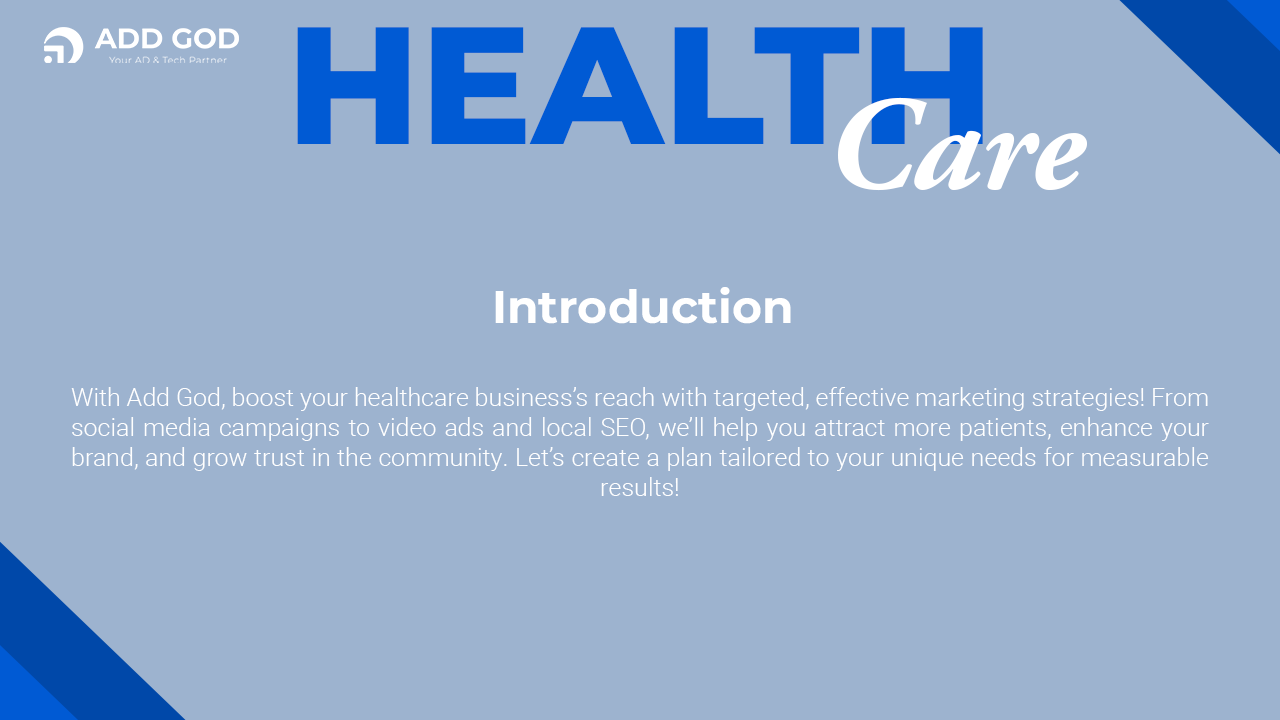 ADD GOD
Your AD & Tech Partner
HEALTH
Care
Introduction
With Add God, boost your healthcare business’s reach with targeted, effective marketing strategies! From
social media campaigns to video ads and local SEO, we’ll help you attract more patients, enhance your
brand, and grow trust in the community. Let’s create a plan tailored to your unique needs for measurable
results!